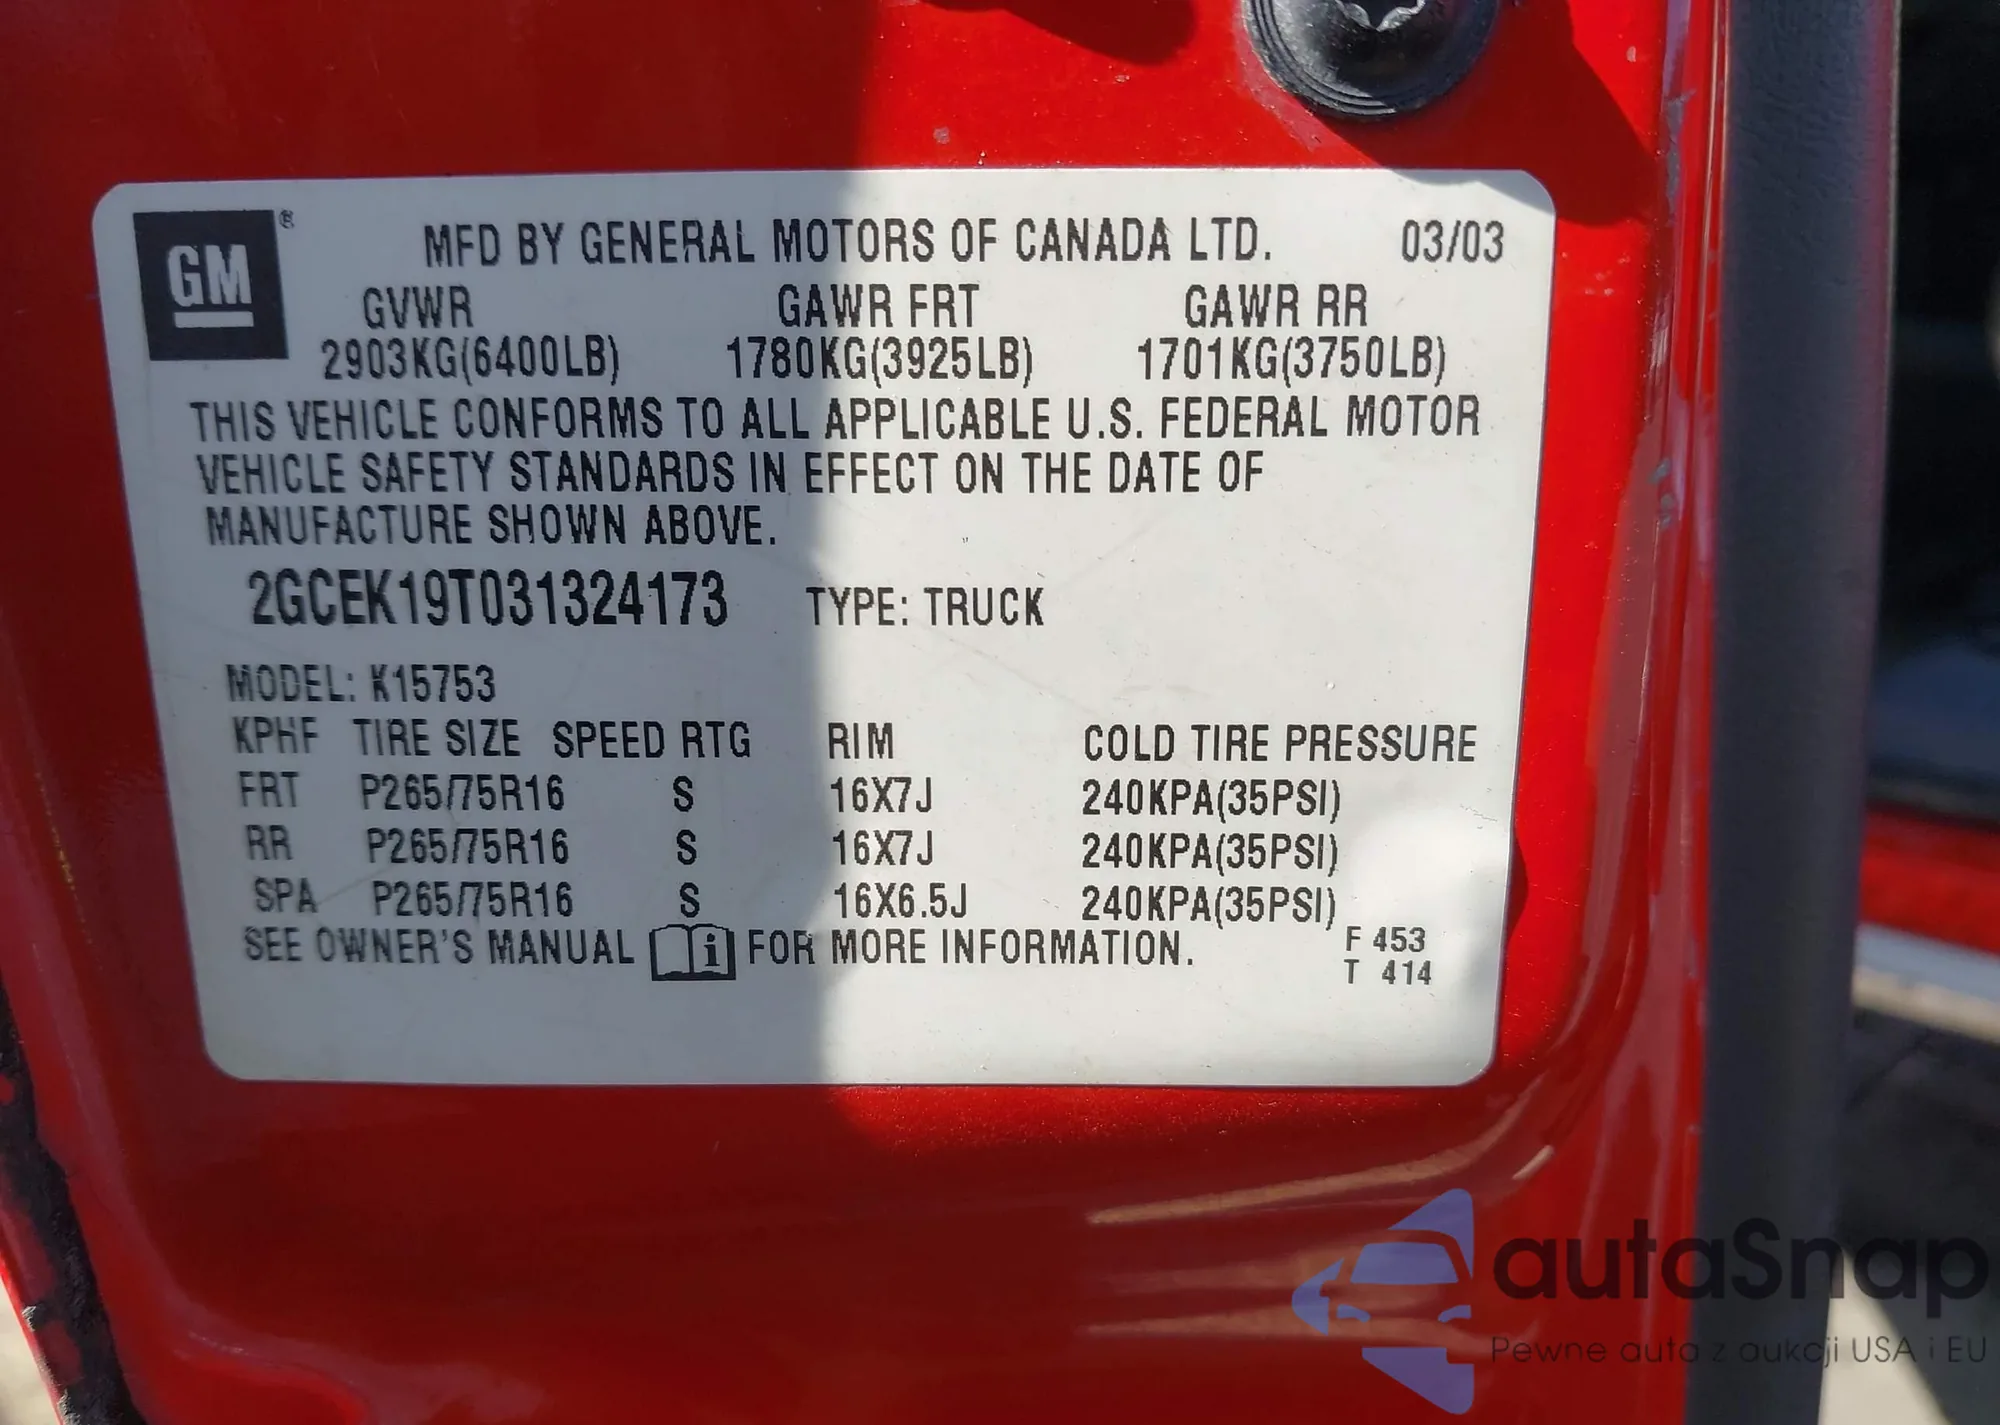 GM ® MFD BY GENERAL MOTORS OF CANADA LTD. 03/03
GVWR GAWR FRT GAWR RR
2903KG(6400LB) 1780KG(3925LB) 1701KG(3750LB)
THIS VEHICLE CONFORMS TO ALL APPLICABLE U.S. FEDERAL MOTOR
VEHICLE SAFETY STANDARDS IN EFFECT ON THE DATE OF
MANUFACTURE SHOWN ABOVE.
2GCEK19T031324173 TYPE: TRUCK
MODEL: K15753
KPHF TIRE SIZE SPEED RTG RIM COLD TIRE PRESSURE
FRT P265/75R16 S 16X7J 240KPA(35PSI)
RR P265/75R16 S 16X7J 240KPA(35PSI)
SPA P265/75R16 S 16X6.5J 240KPA(35PSI)
SEE OWNER'S MANUAL i FOR MORE INFORMATION. F 453
T 414
autaSnap
Pewne auta z aukcji USA i EU